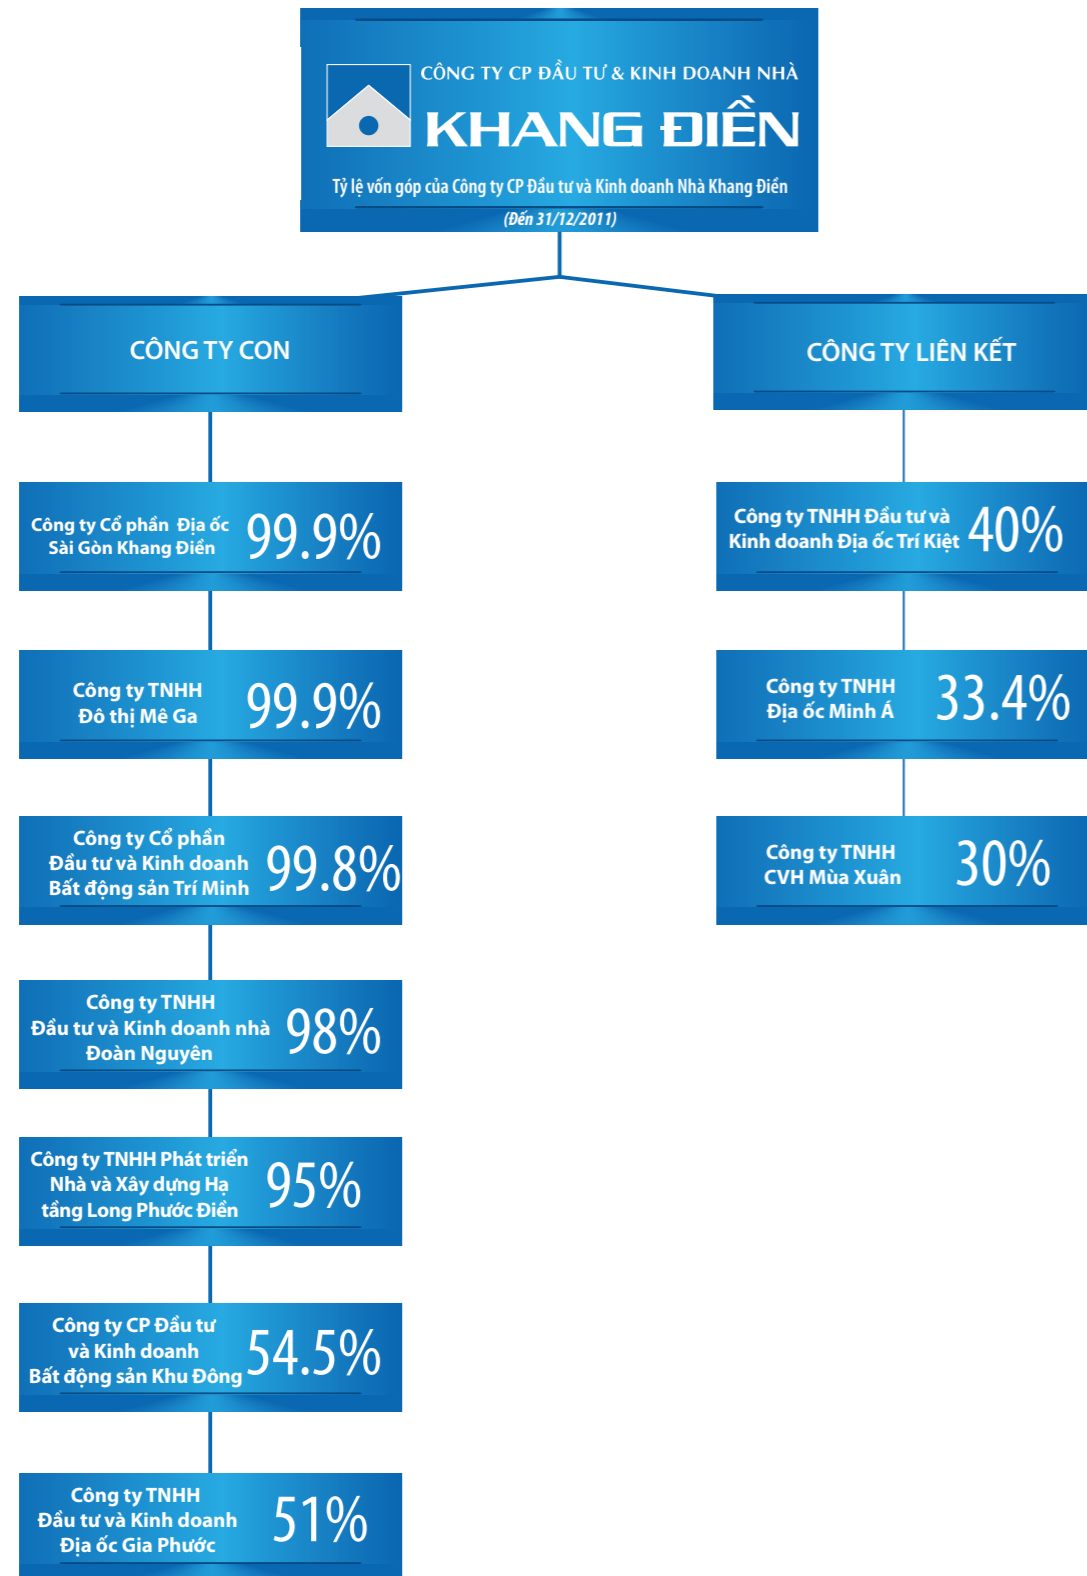 CÔNG TY CP ĐẦU TƯ & KINH DOANH NHÀ
KHANG ĐIỀN
Tỷ lệ vốn góp của Công ty CP Đầu tư và Kinh doanh Nhà Khang Điền
(Đến 31/12/2011)
CÔNG TY CON
Công ty Cổ phần Địa ốc
Sài Gòn Khang Điền
99.9%
Công ty TNHH
Đô thị Mê Ga
99.9%
Công ty Cổ phần
Đầu tư và Kinh doanh
Bất động sản Trí Minh
99.8%
Công ty TNHH
Đầu tư và Kinh doanh nhà
Đoàn Nguyên
98%
Công ty TNHH Phát triển
Nhà và Xây dựng Hạ
tầng Long Phước Điền
95%
Công ty CP Đầu tư
và Kinh doanh
Bất động sản Khu Đông
54.5%
Công ty TNHH
Đầu tư và Kinh doanh
Địa ốc Gia Phước
51%
CÔNG TY LIÊN KẾT
Công ty TNHH Đầu tư và
Kinh doanh Địa ốc Trí Kiệt
40%
Công ty TNHH
Địa ốc Minh Á
33.4%
Công ty TNHH
CVH Mùa Xuân
30%